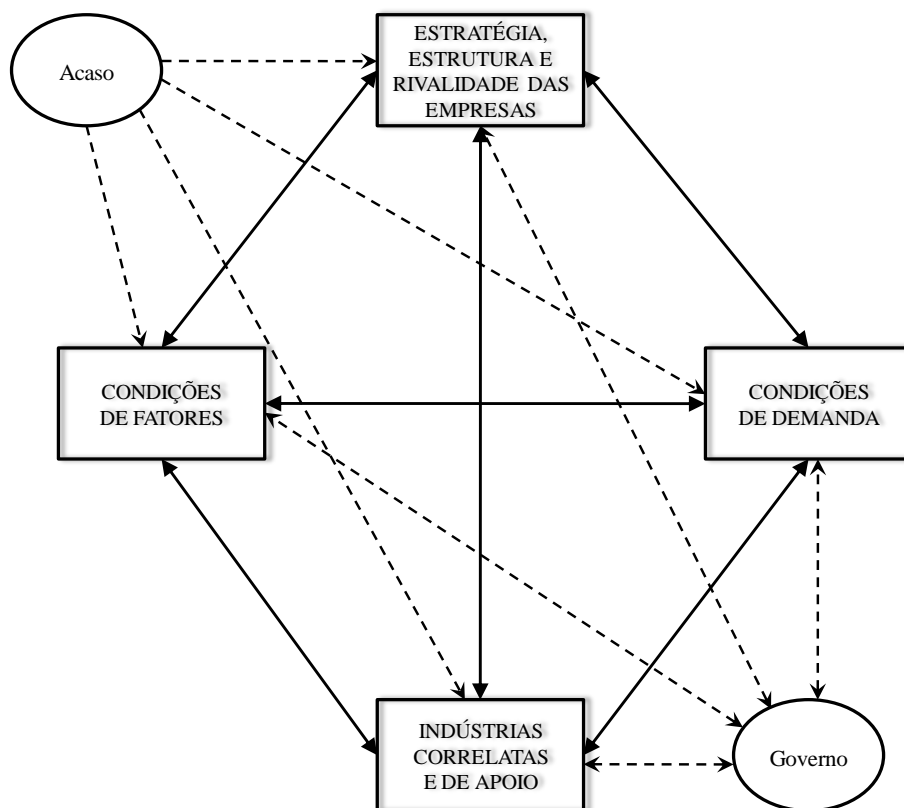 ESTRATÉGIA,
ESTRUTURA E
RIVALIDADE DAS
EMPRESAS
Acaso
CONDIÇÕES
DE FATORES
CONDIÇÕES
DE DEMANDA
INDÚSTRIAS
CORRELATAS
E DE APOIO
Governo